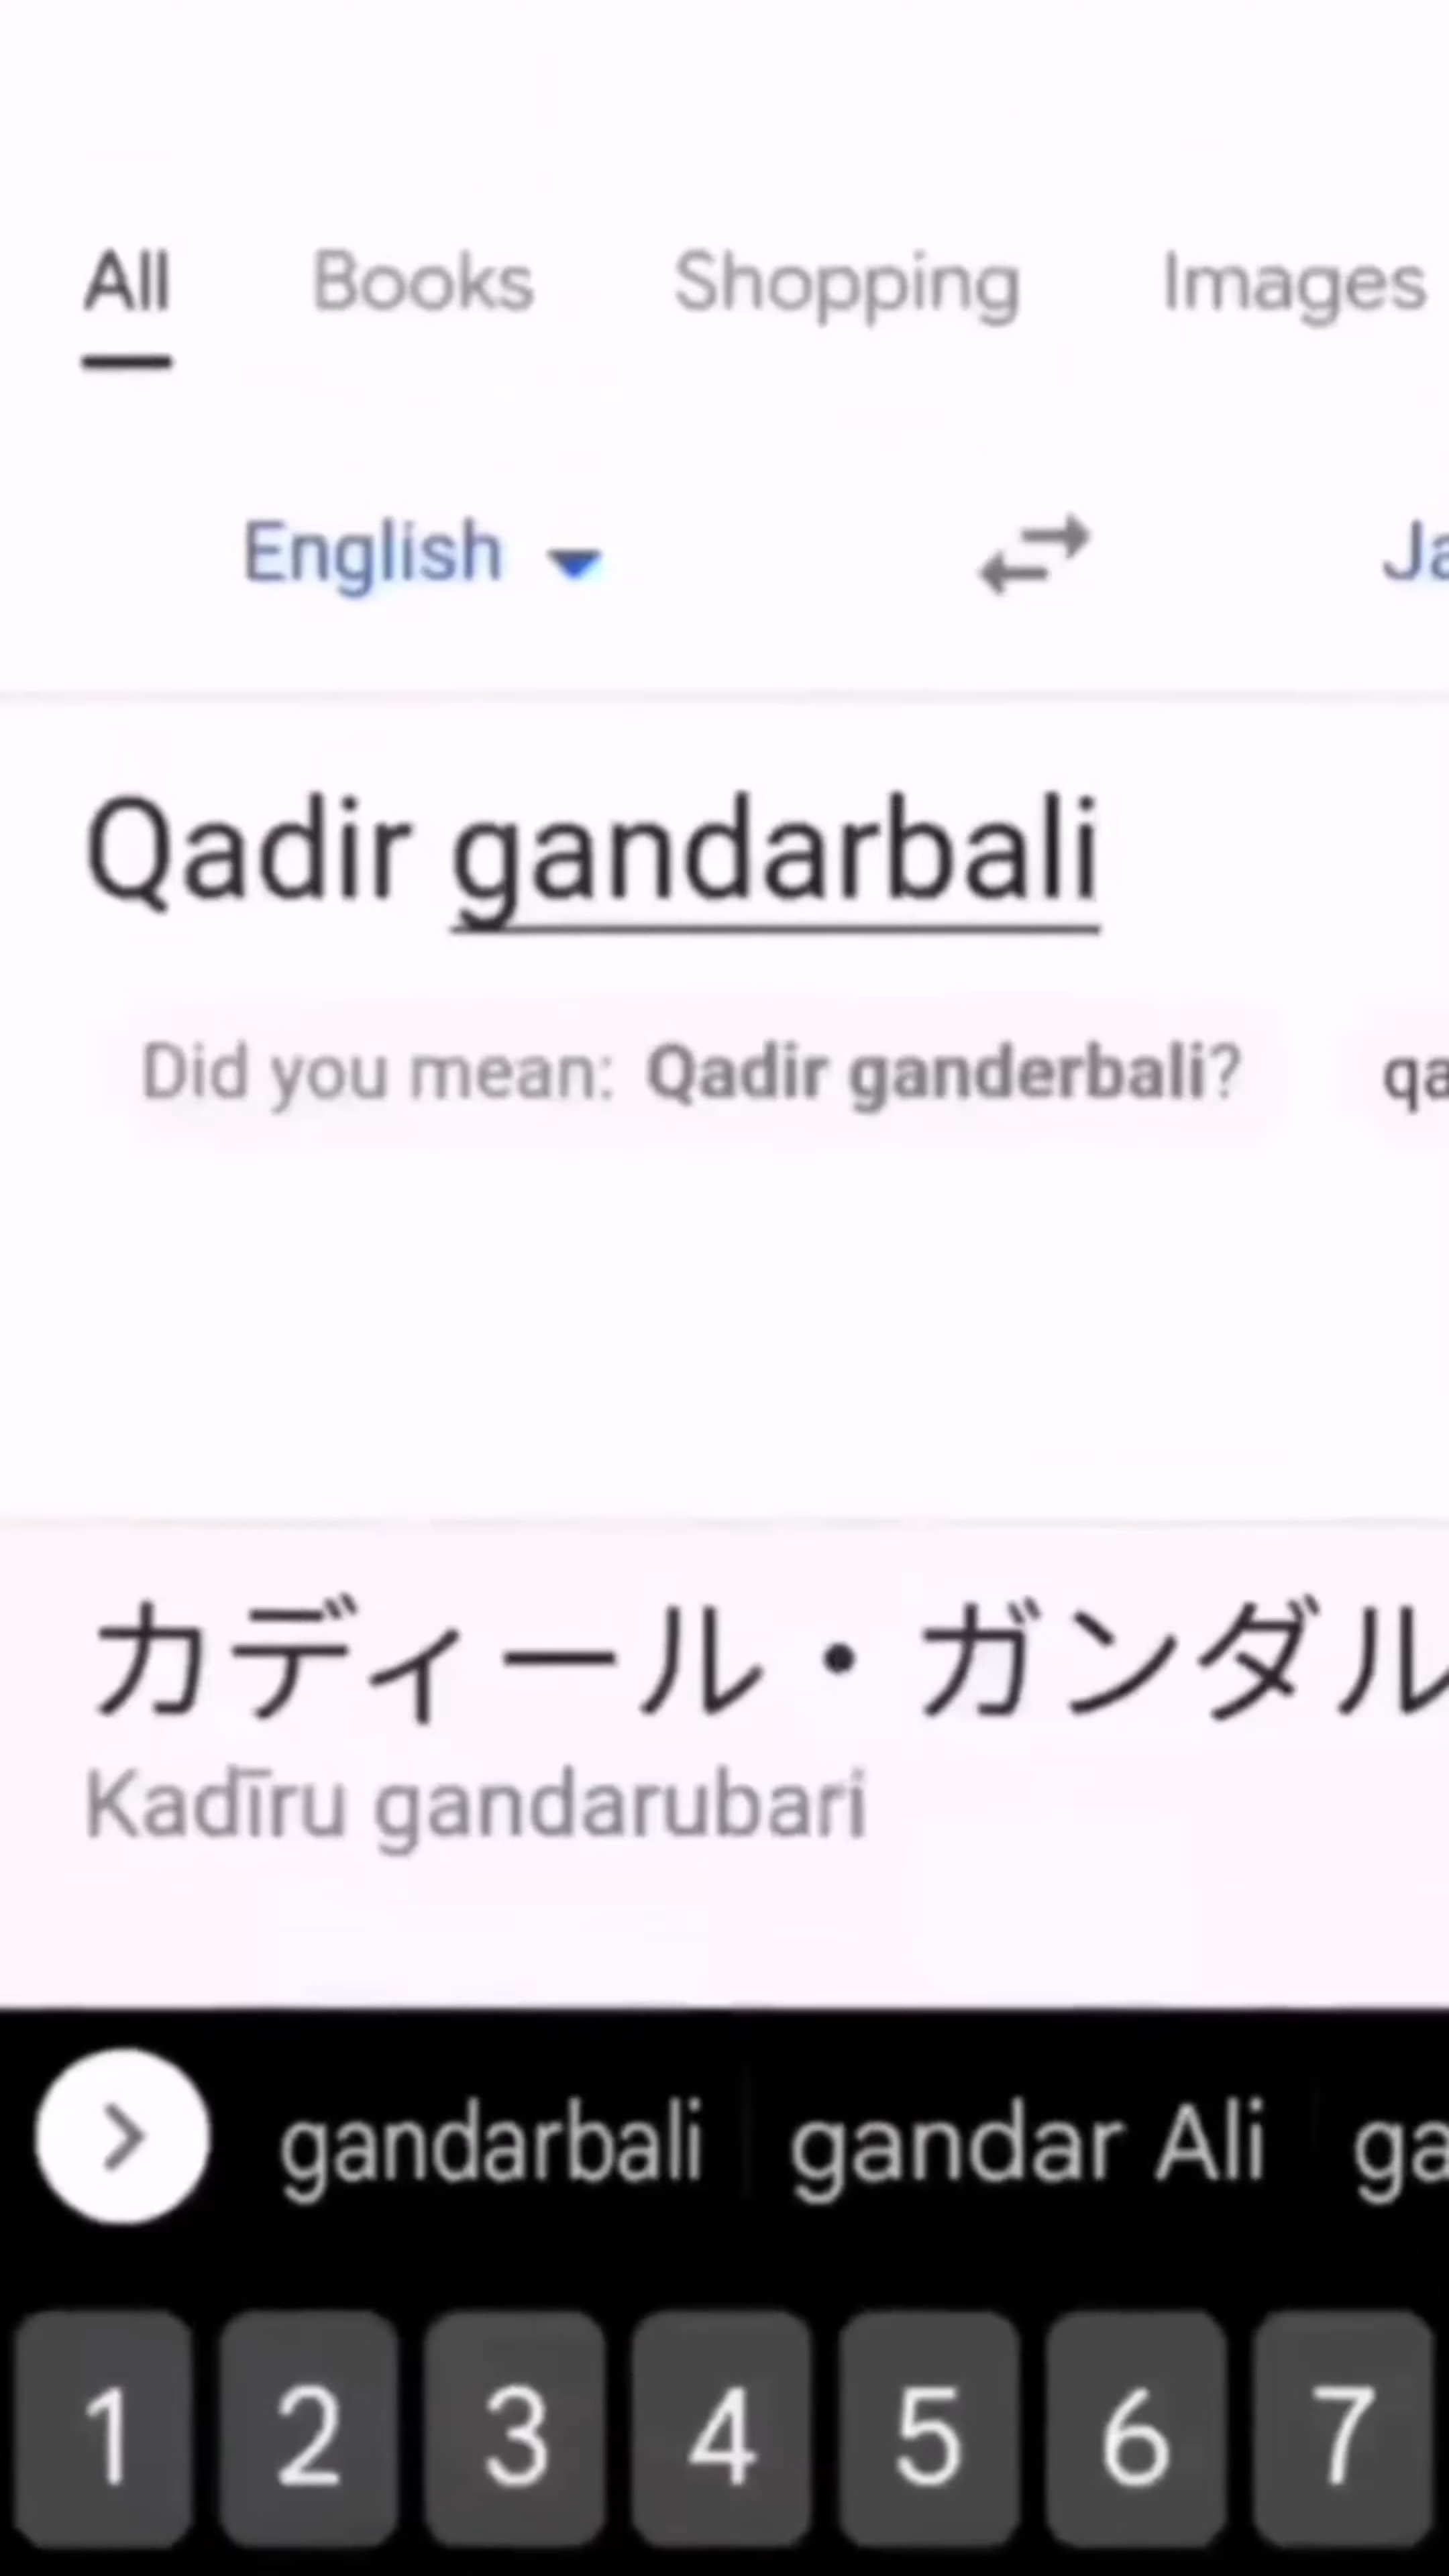 All Books Shopping Images
English
Qadir gandarbali
Did you mean: Qadir ganderbali?
カディール・ガンダル
Kadīru gandarubari
gandarbali gandar Ali
1 2 3 4 5 6 7